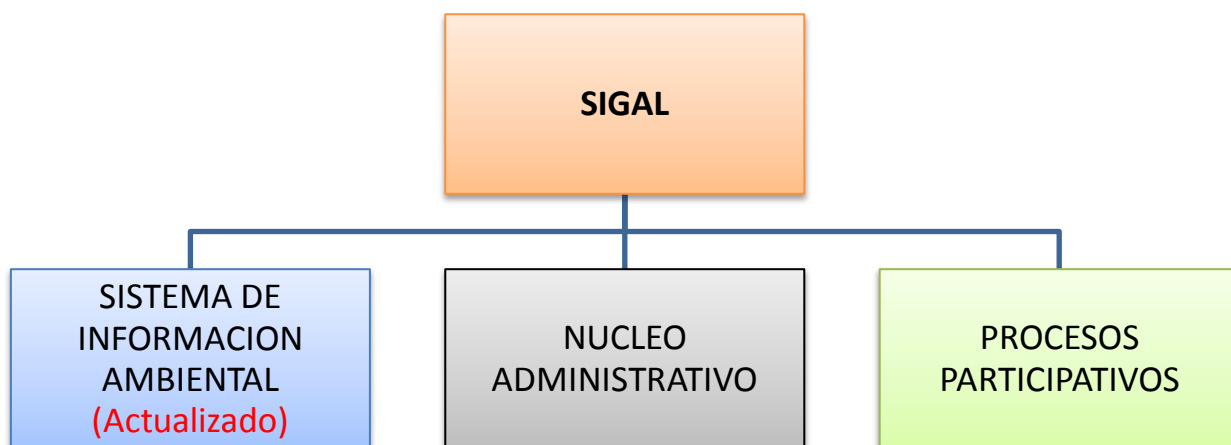 SIGAL
SISTEMA DE
INFORMACION
AMBIENTAL
(Actualizado)
NUCLEO
ADMINISTRATIVO
PROCESOS
PARTICIPATIVOS